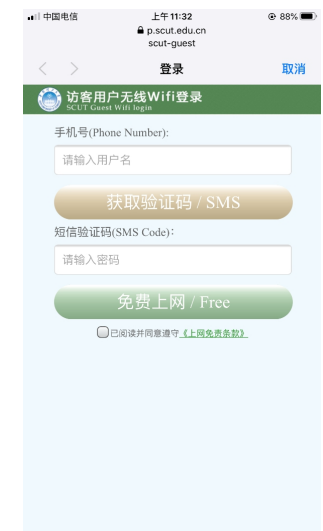 中国电信 上午11:32 88%
p.scut.edu.cn
scut-guest
登录 取消
访客用户无线Wifi登录
SCUT Guest Wifi login
手机号(Phone Number):
请输入用户名
获取验证码 / SMS
短信验证码(SMS Code):
请输入密码
免费上网 / Free
已阅读并同意遵守《上网免责条款》